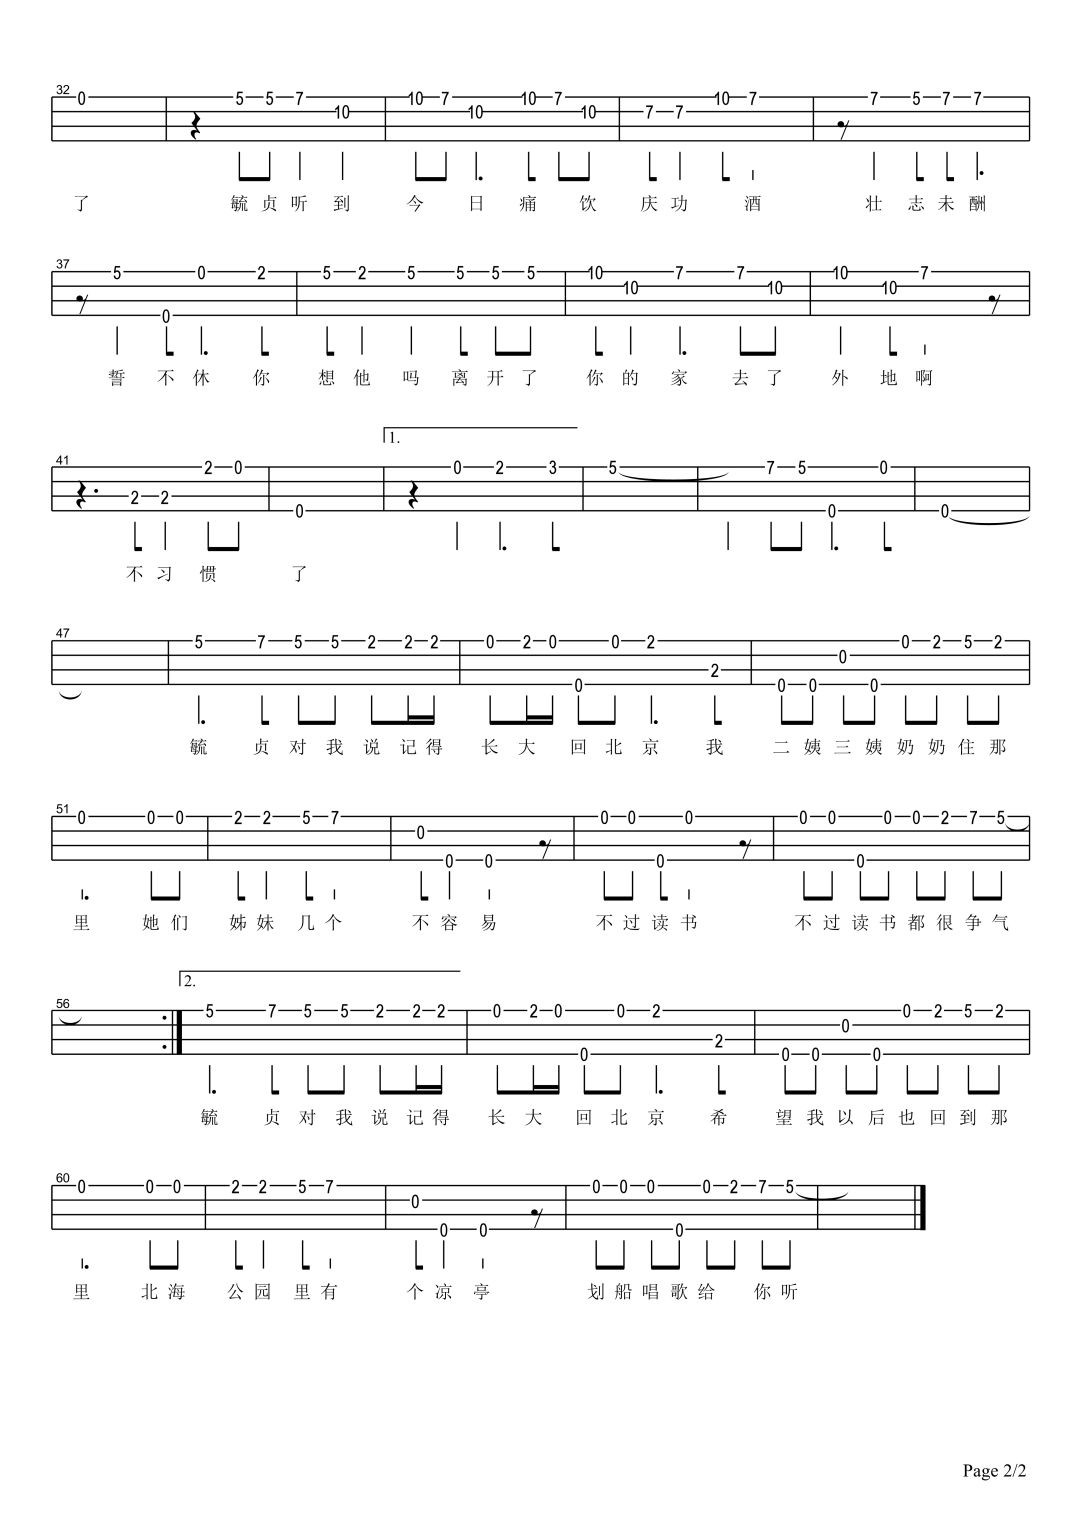 32 0 5 5 7 10 10 7 10 10 7 10 7 7 10 7 7 5 7 7
了 毓 贞 听 到 今 日 痛 饮 庆 功 酒 壮 志 未 酬
37 5 0 0 2 5 2 5 5 5 5 10 10 7 7 10 10 10 7
誓 不 休 你 想 他 吗 离 开 了 你 的 家 去 了 外 地 啊
1.
41 2 2 2 0 0 0 2 3 5 7 5 0 0 0
不 习 惯 了
47 5 7 5 5 2 2 2 0 2 0 0 0 2 2 0 0 0 0 0 2 5 2
毓 贞 对 我 说 记 得 长 大 回 北 京 我 二 姨 三 姨 奶 奶 住 那
51 0 0 0 2 2 5 7 0 0 0 0 0 0 0 0 0 0 0 0 2 7 5
里 她 们 姊 妹 几 个 不 容 易 不 过 读 书 不 过 读 书 都 很 争 气
2.
56 5 7 5 5 2 2 2 0 2 0 0 0 2 2 0 0 0 0 0 2 5 2
毓 贞 对 我 说 记 得 长 大 回 北 京 希 望 我 以 后 也 回 到 那
60 0 0 0 2 2 5 7 0 0 0 0 0 0 0 0 2 7 5
里 北 海 公 园 里 有 个 凉 亭 划 船 唱 歌 给 你 听
Page 2/2